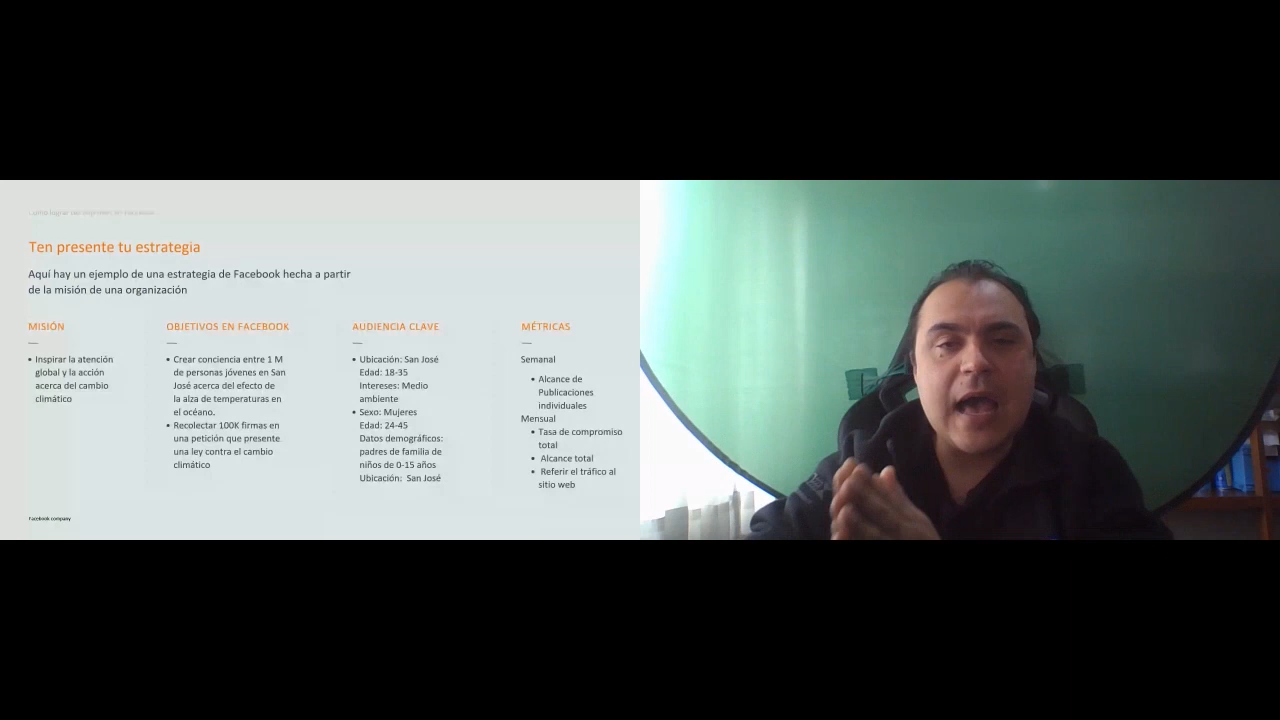 Ten presente tu estrategia
Aquí hay un ejemplo de una estrategia de Facebook hecha a partir
de la misión de una organización
MISIÓN
• Inspirar la atención
global y la acción
acerca del cambio
climático
OBJETIVOS EN FACEBOOK
• Crear conciencia entre 1 M
de personas jóvenes en San
José acerca del efecto de
la alza de temperaturas en
el océano.
• Recolectar 100K firmas en
una petición que presente
una ley contra el cambio
climático
AUDIENCIA CLAVE
• Ubicación: San José
Edad: 18-35
Intereses: Medio
ambiente
• Sexo: Mujeres
Edad: 24-45
Datos demográficos:
padres de familia de
niños de 0-15 años
Ubicación: San José
MÉTRICAS
Semanal
• Alcance de
Publicaciones
individuales
Mensual
• Tasa de compromiso
total
• Alcance total
• Referir el tráfico al
sitio web
Facebook company